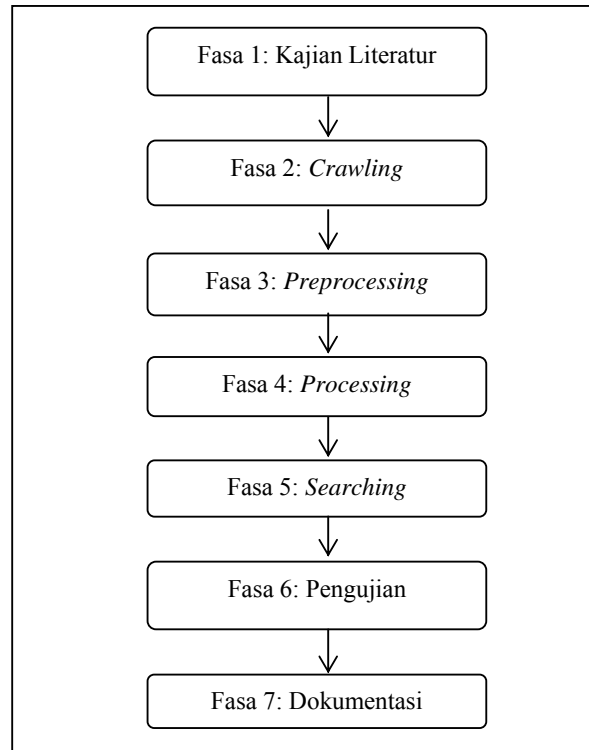 Fasa 1: Kajian Literatur
Fasa 2: Crawling
Fasa 3: Preprocessing
Fasa 4: Processing
Fasa 5: Searching
Fasa 6: Pengujian
Fasa 7: Dokumentasi